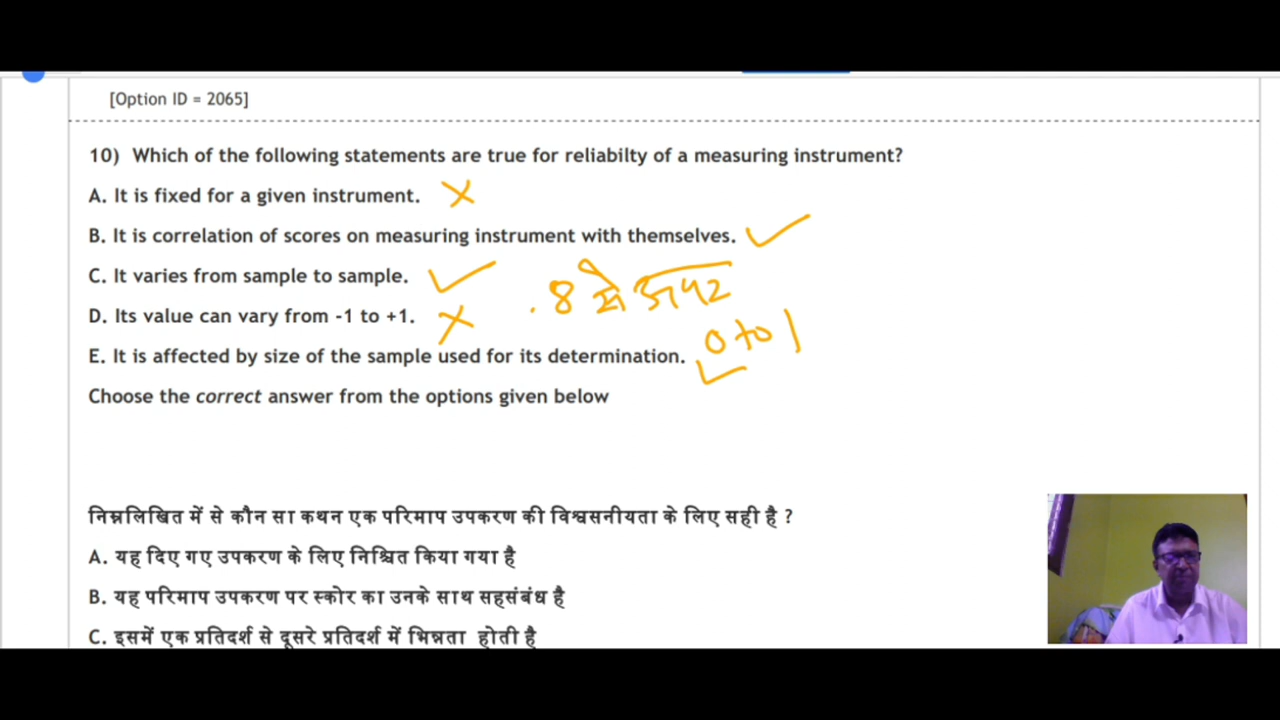 [Option ID = 2065]
10) Which of the following statements are true for reliabilty of a measuring instrument?
A. It is fixed for a given instrument.
B. It is correlation of scores on measuring instrument with themselves.
C. It varies from sample to sample.
.8 से ऊपर
D. Its value can vary from -1 to +1.
0 to 1
E. It is affected by size of the sample used for its determination.
Choose the correct answer from the options given below
निम्नलिखित में से कौन सा कथन एक परिमाप उपकरण की विश्वसनीयता के लिए सही है ?
A. यह दिए गए उपकरण के लिए निश्चित किया गया है
B. यह परिमाप उपकरण पर स्कोर का उनके साथ सहसंबंध है
C. इसमें एक प्रतिदर्श से दूसरे प्रतिदर्श में भिन्नता होती है